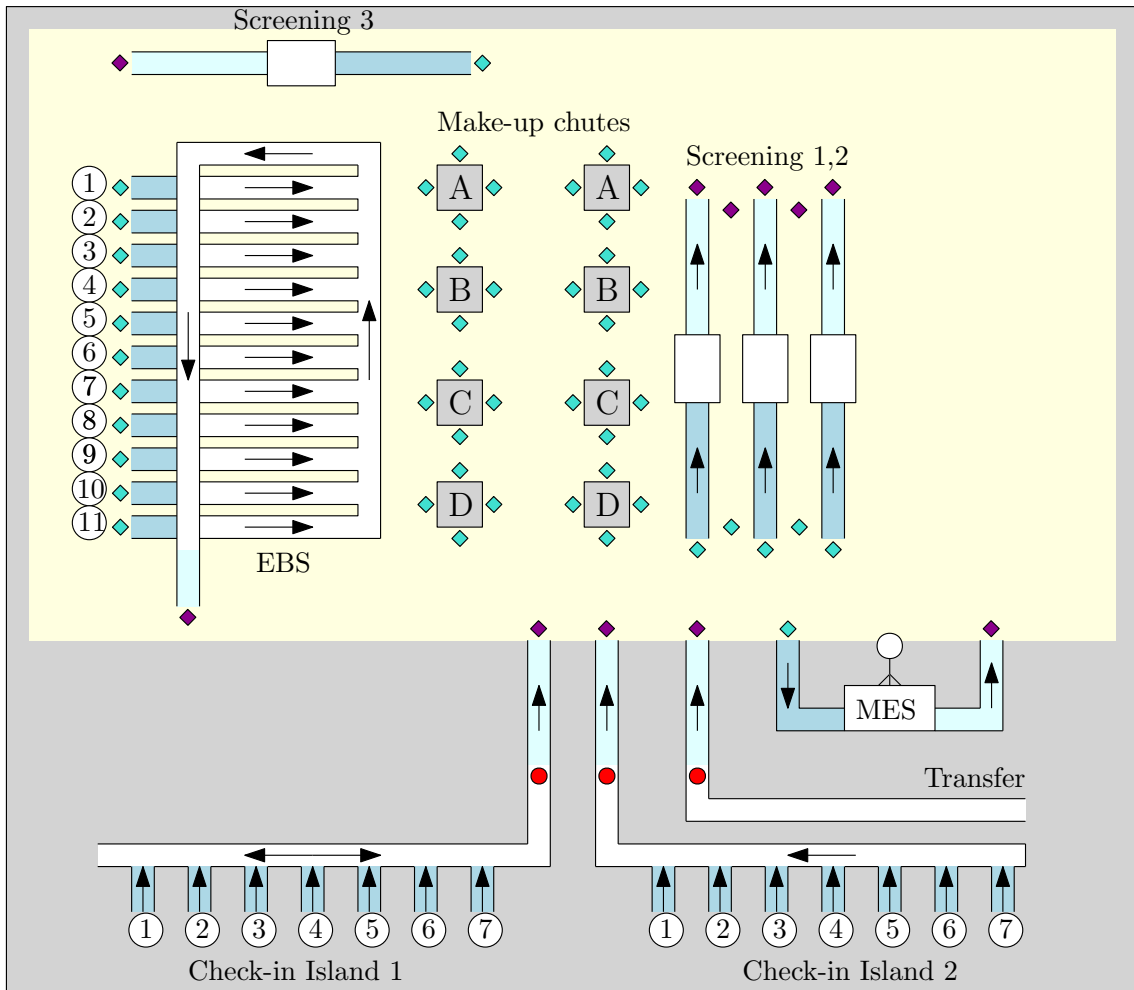 Screening 3
Make-up chutes
Screening 1,2
1
2
3
4
5
6
7
8
9
10
11
A
A
B
B
C
C
D
D
EBS
MES
Transfer
1
2
3
4
5
6
7
1
2
3
4
5
6
7
Check-in Island 1
Check-in Island 2